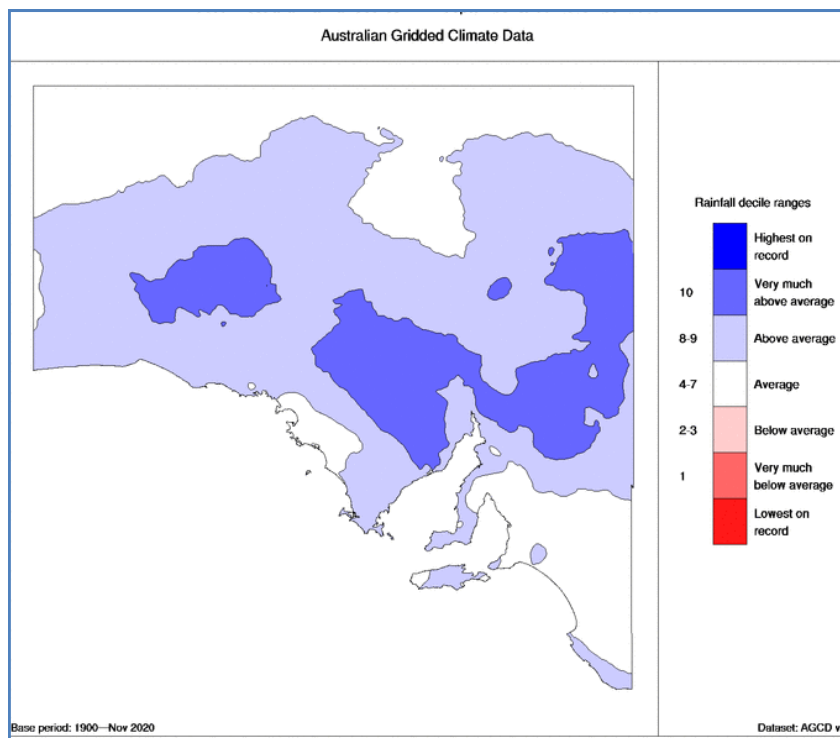 Australian Gridded Climate Data
Rainfall decile ranges
Highest on
record
10
Very much
above average
8-9
Above average
4-7
Average
2-3
Below average
1
Very much
below average
Lowest on
record
Base period: 1900—Nov 2020
Dataset: AGCD v